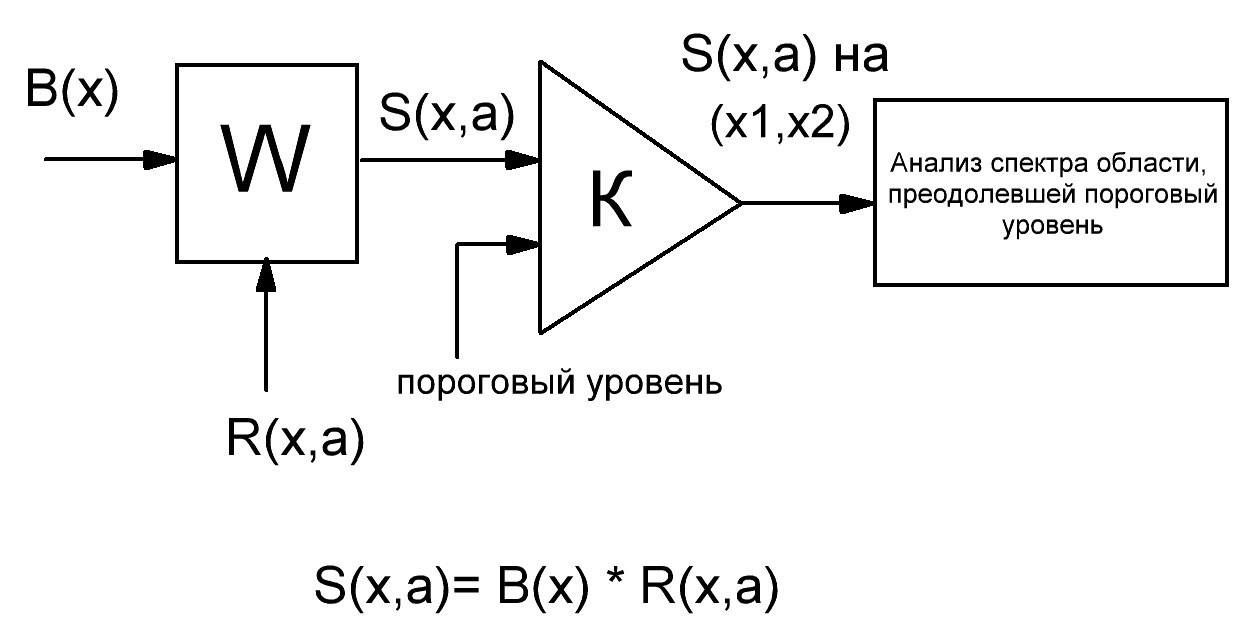 B(x)
W
S(x,a)
К
S(x,a) на
(x1,x2)
Анализ спектра области,
преодолевшей пороговый
уровень
пороговый уровень
R(x,a)
S(x,a)= B(x) * R(x,a)